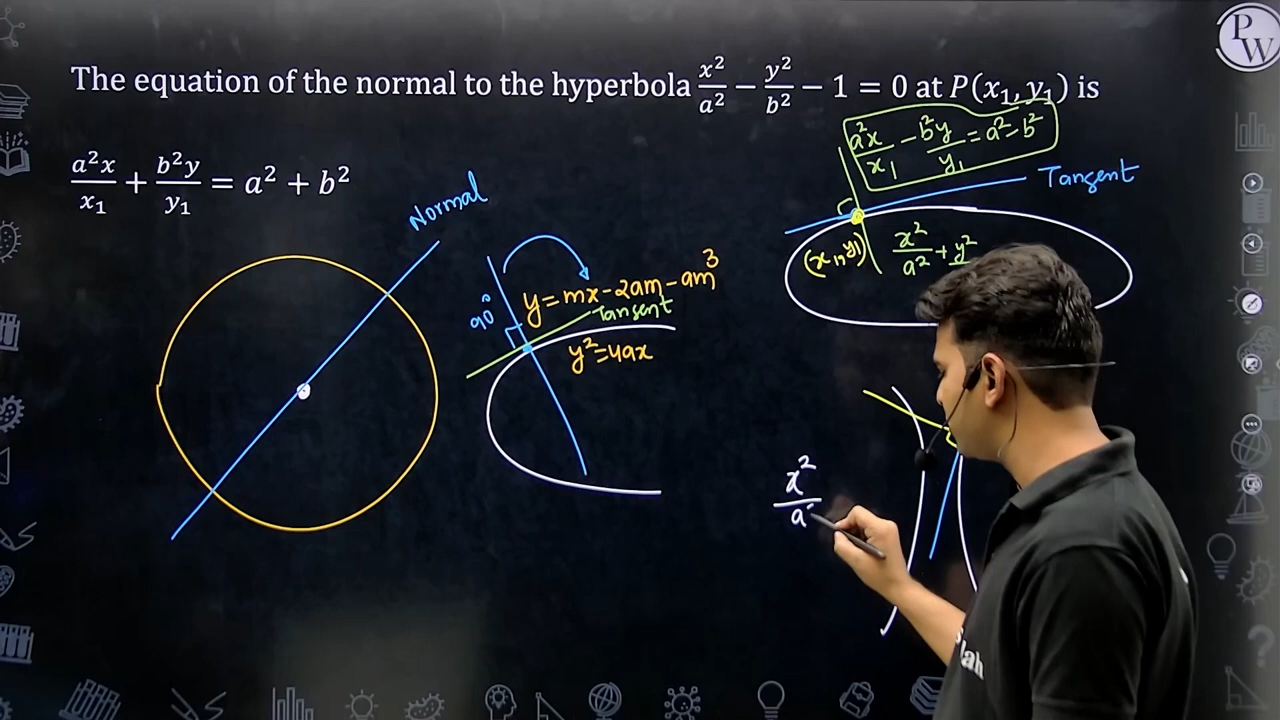 The equation of the normal to the hyperbola x²/a² − y²/b² − 1 = 0 at P(x₁, y₁) is
a²x/x₁ + b²y/y₁ = a² + b²
PW
a²x/x₁ − b²y/y₁ = a² − b²
Tangent
Normal
(x₁, y₁)
x²/a² + y²
90°
y = mx − 2am − am³
Tangent
y² = 4ax
x²/a²
lah